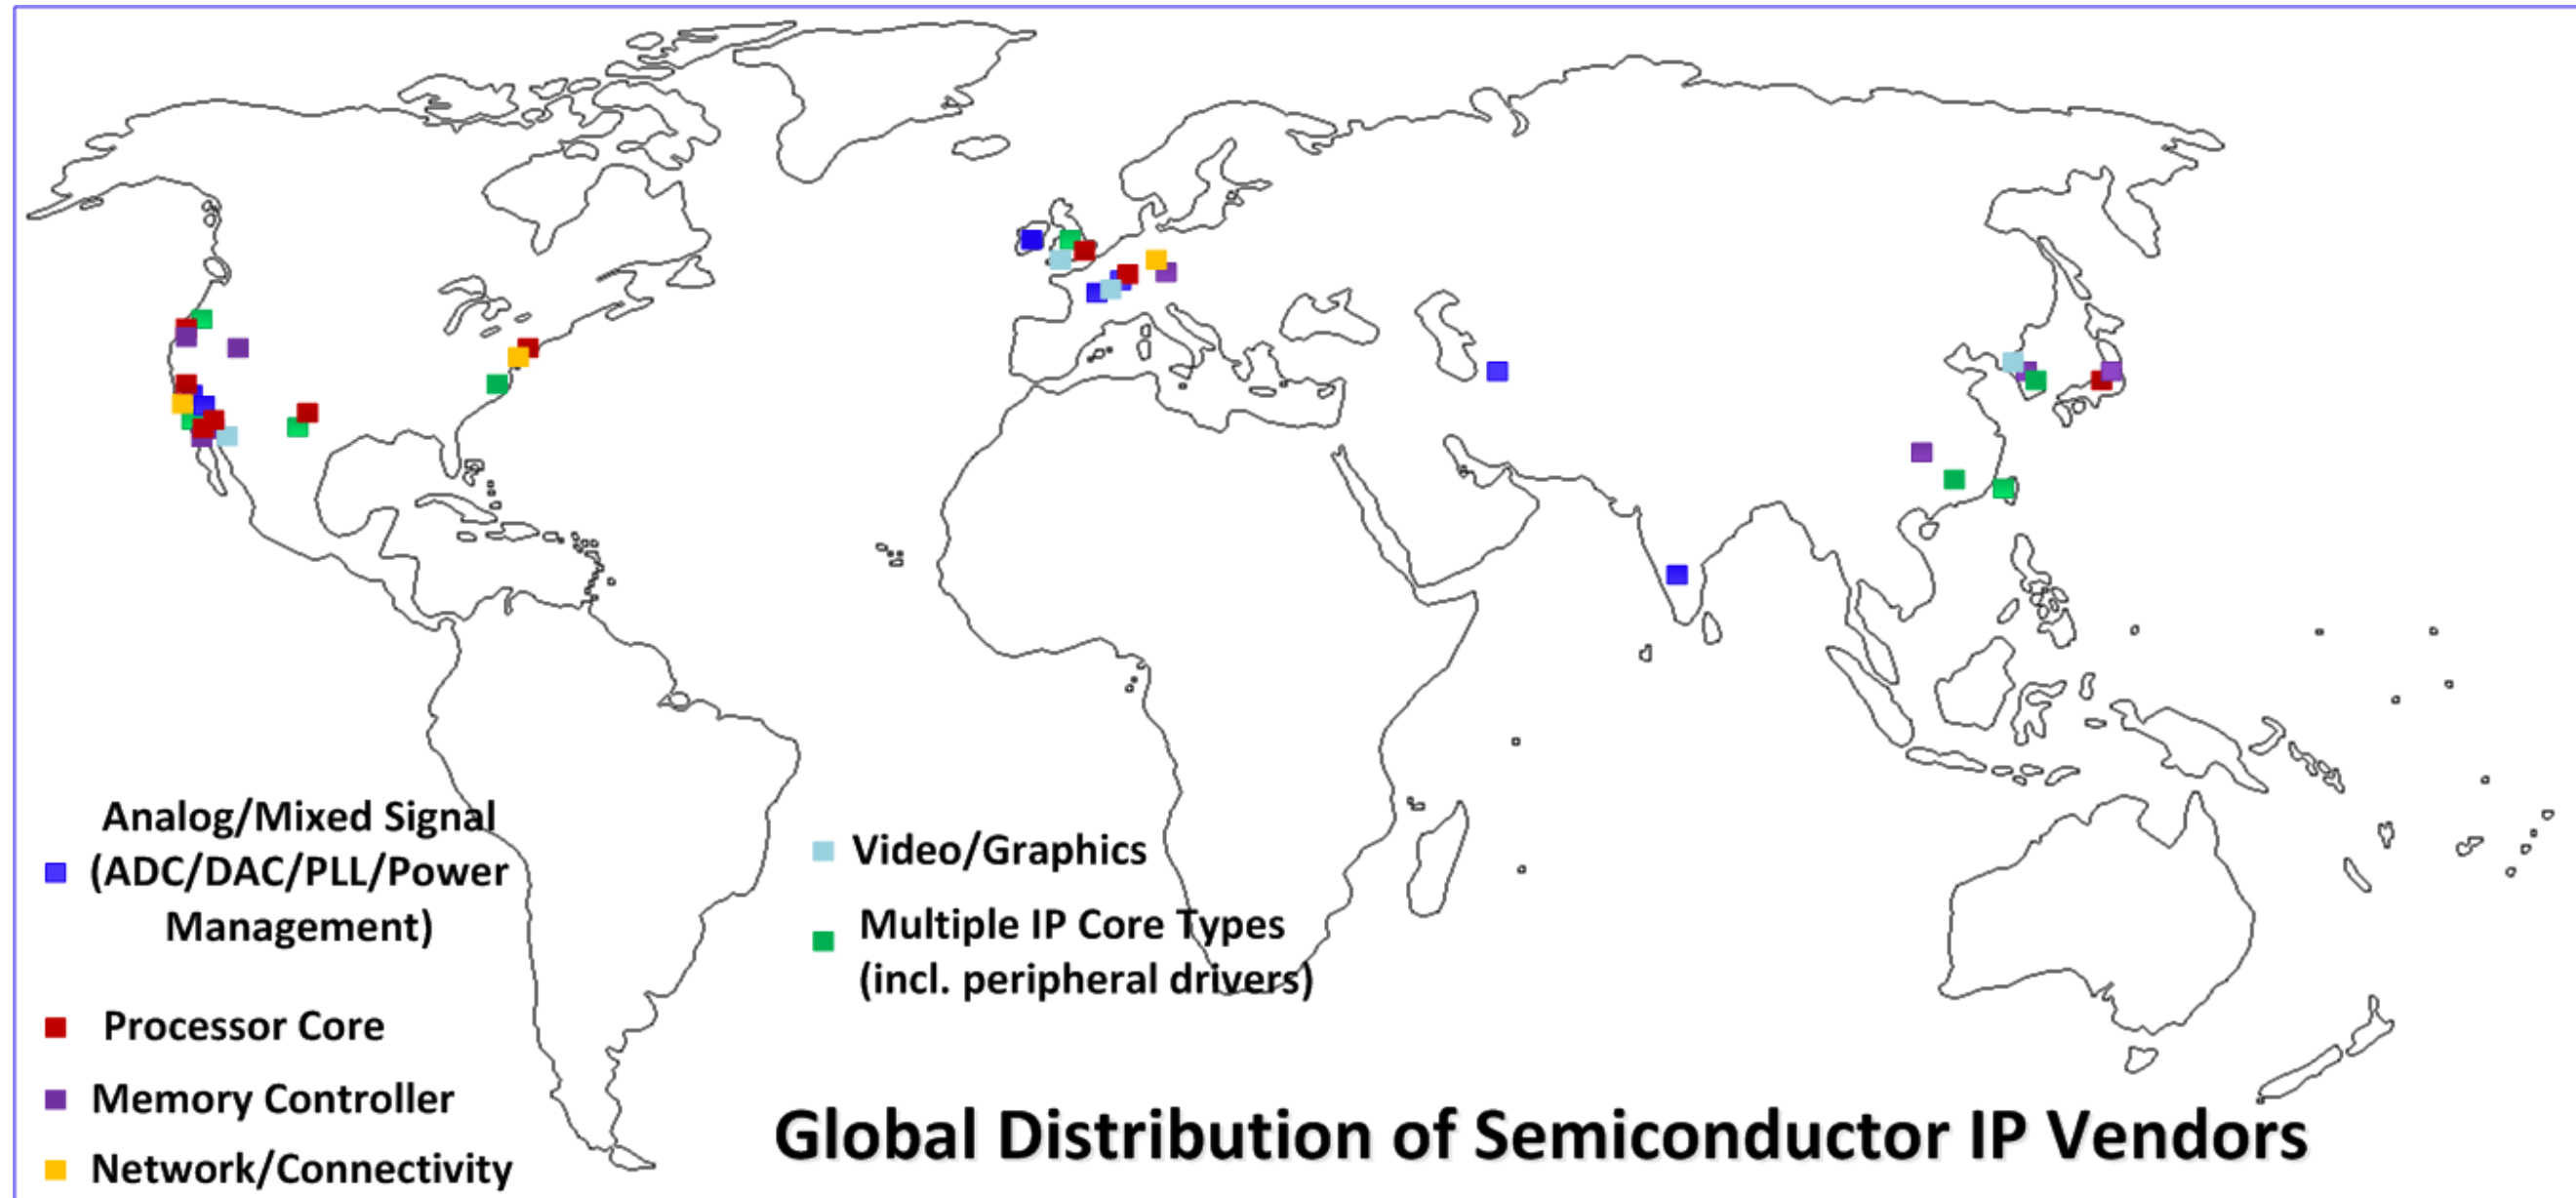 Analog/Mixed Signal
(ADC/DAC/PLL/Power
Management)
Processor Core
Memory Controller
Network/Connectivity
Video/Graphics
Multiple IP Core Types
(incl. peripheral drivers)
Global Distribution of Semiconductor IP Vendors